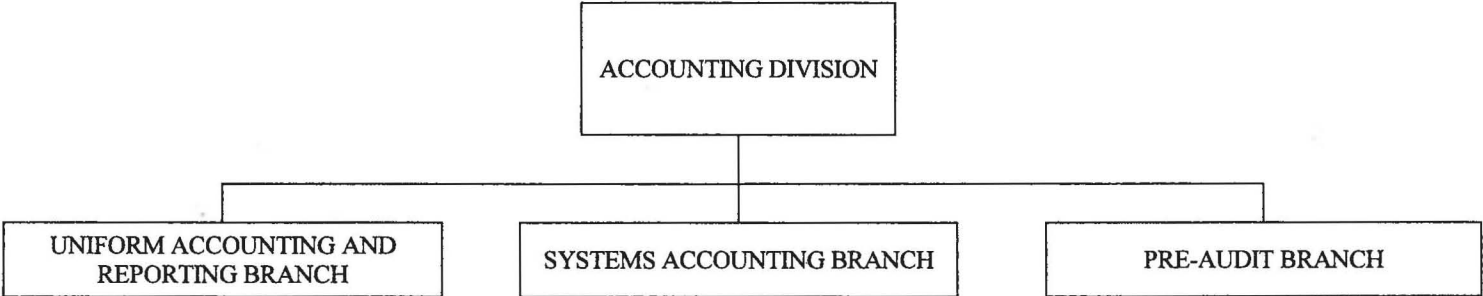 ACCOUNTING DIVISION
UNIFORM ACCOUNTING AND
REPORTING BRANCH
SYSTEMS ACCOUNTING BRANCH
PRE-AUDIT BRANCH